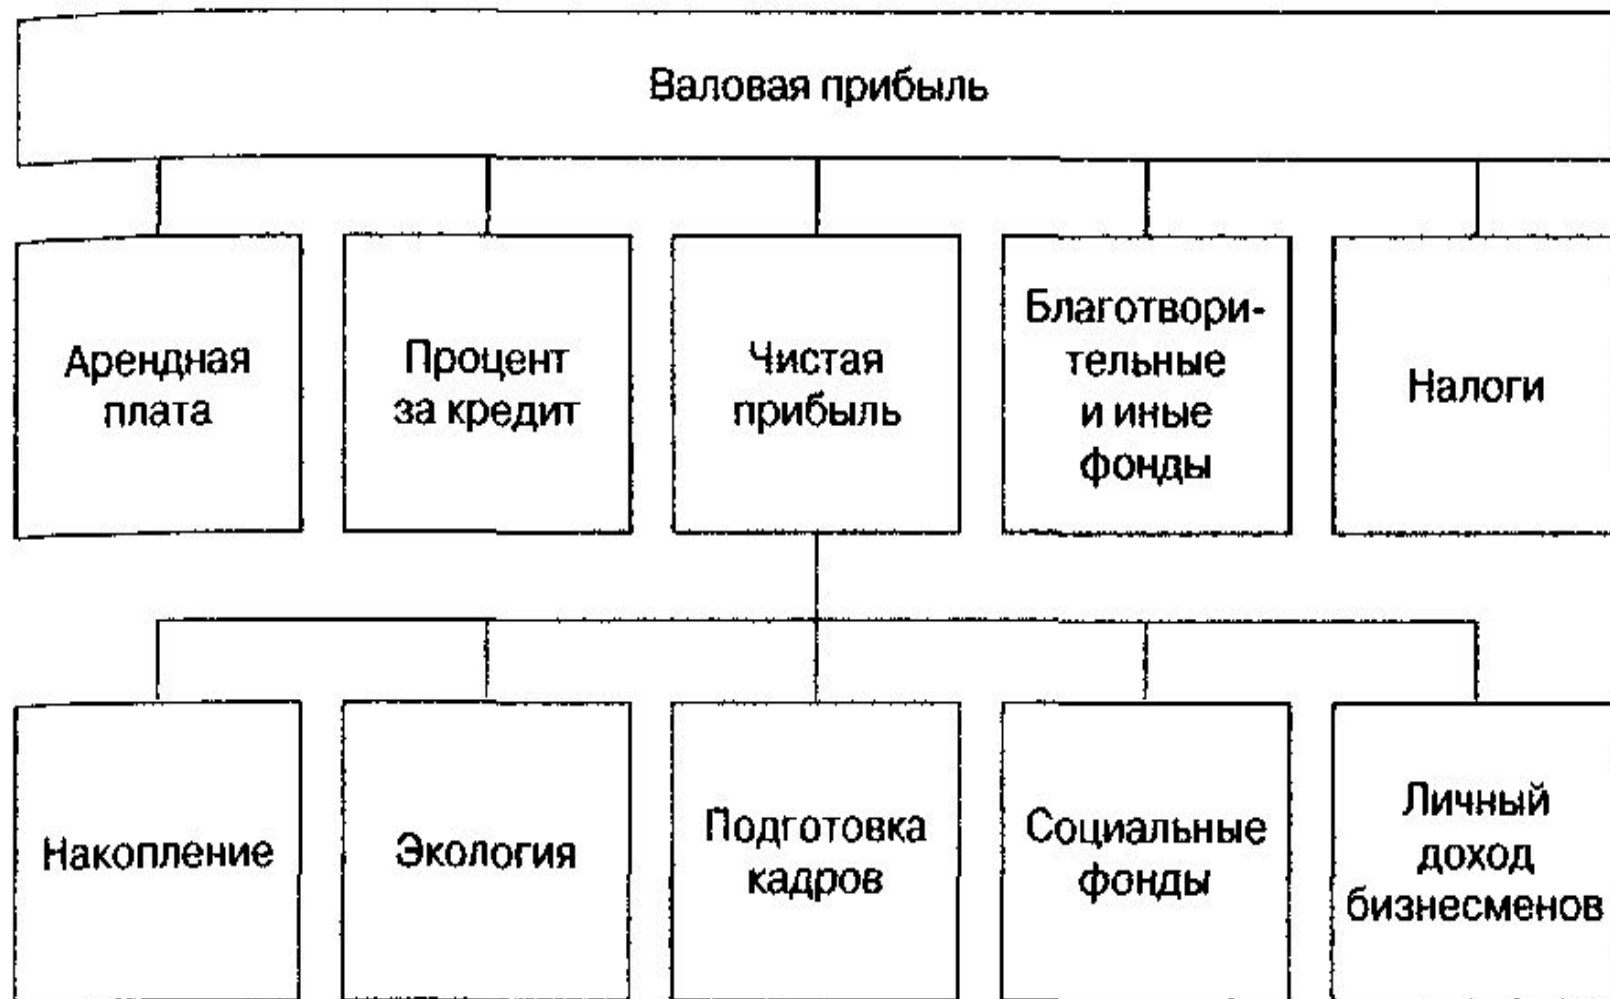 Валовая прибыль
Арендная
плата
Процент
за кредит
Чистая
прибыль
Благотвори-
тельные
и иные
фонды
Налоги
Накопление
Экология
Подготовка
кадров
Социальные
фонды
Личный
доход
бизнесменов